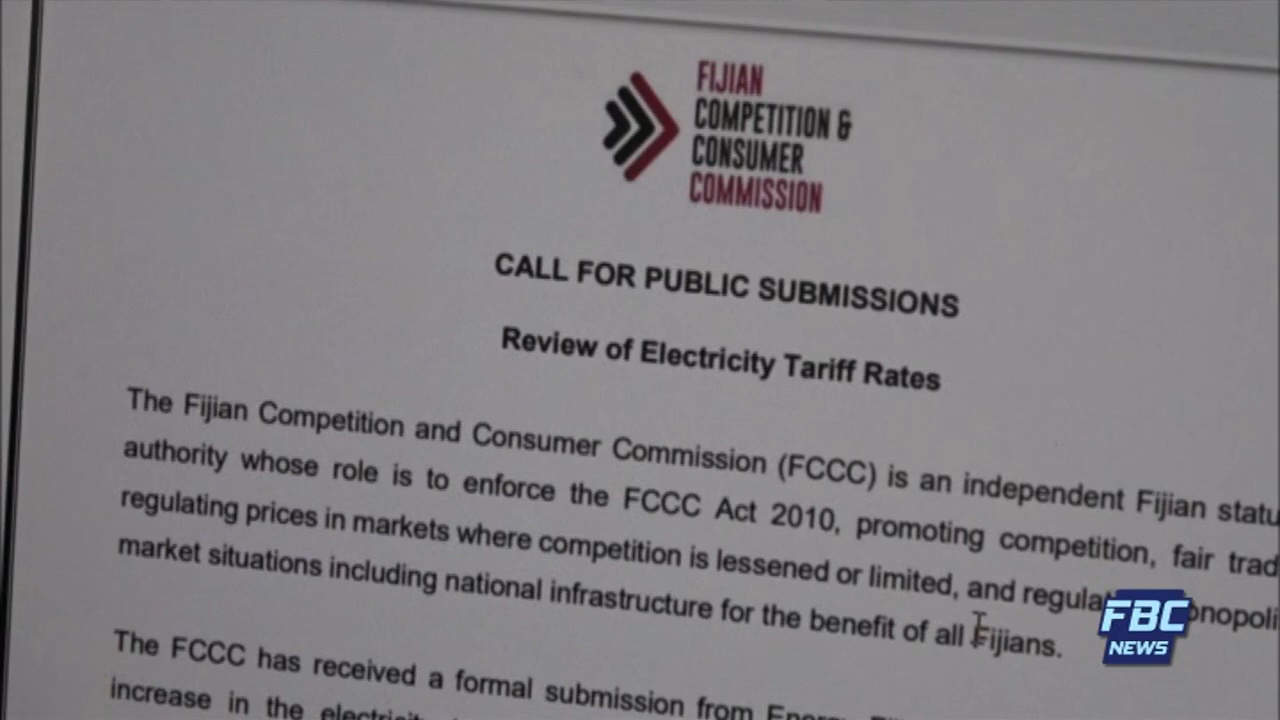 FIJIAN
COMPETITION &
CONSUMER
COMMISSION
CALL FOR PUBLIC SUBMISSIONS
Review of Electricity Tariff Rates
The Fijian Competition and Consumer Commission (FCCC) is an independent Fijian statu
authority whose role is to enforce the FCCC Act 2010, promoting competition, fair trad
regulating prices in markets where competition is lessened or limited, and regula onopoli
market situations including national infrastructure for the benefit of all Fijians.
FBC
NEWS
The FCCC has received a formal submission from Energy
increase in the